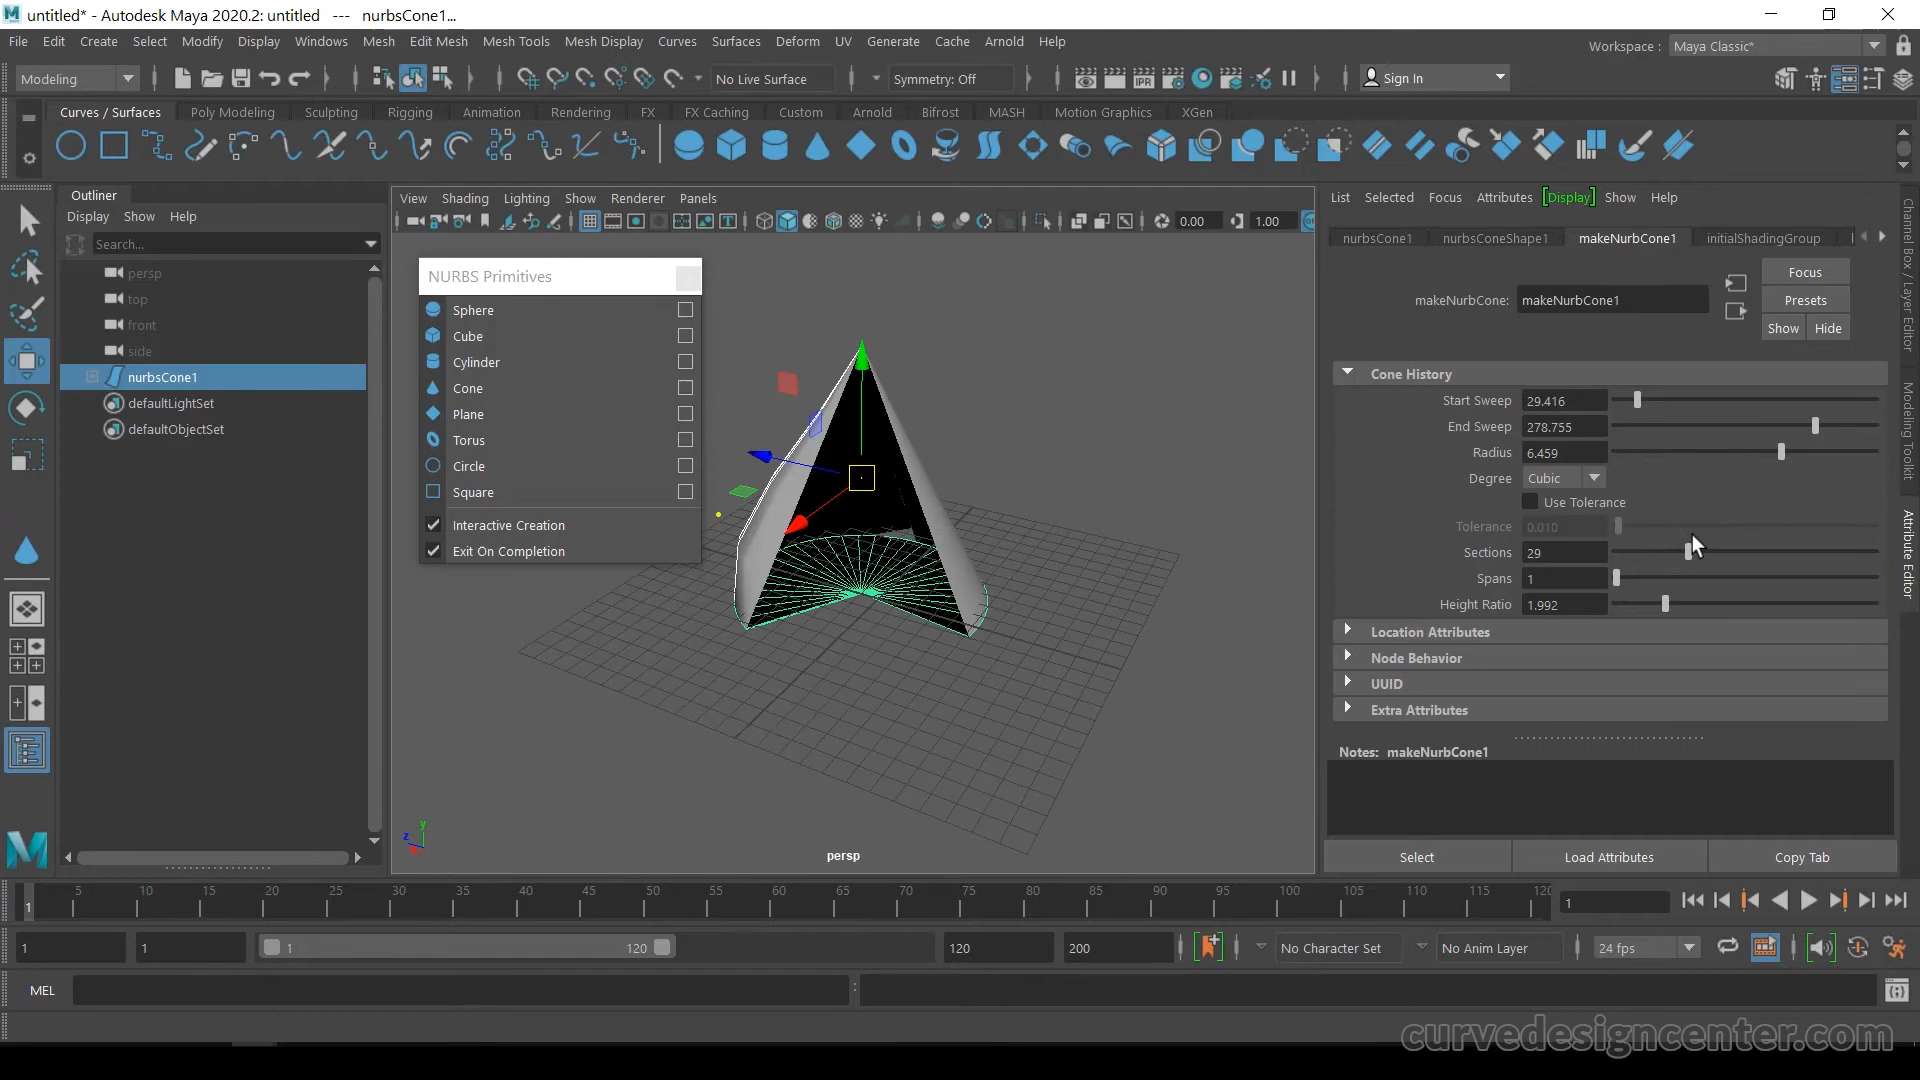 untitled* - Autodesk Maya 2020.2: untitled --- nurbsCone1...
File Edit Create Select Modify Display Windows Mesh Edit Mesh Mesh Tools Mesh Display Curves Surfaces Deform UV Generate Cache Arnold Help
Workspace : Maya Classic*
Modeling No Live Surface Symmetry: Off Sign In
Curves / Surfaces Poly Modeling Sculpting Rigging Animation Rendering FX FX Caching Custom Arnold Bifrost MASH Motion Graphics XGen
Outliner
Display Show Help
Search...
persp
top
front
side
nurbsCone1
defaultLightSet
defaultObjectSet
View Shading Lighting Show Renderer Panels
0.00 1.00
NURBS Primitives
Sphere
Cube
Cylinder
Cone
Plane
Torus
Circle
Square
Interactive Creation
Exit On Completion
y
z
persp
List Selected Focus Attributes Display Show Help
nurbsCone1 nurbsConeShape1 makeNurbCone1 initialShadingGroup
Focus
makeNurbCone: makeNurbCone1 Presets
Show Hide
Cone History
Start Sweep 29.416
End Sweep 278.755
Radius 6.459
Degree Cubic
Use Tolerance
Tolerance 0.010
Sections 29
Spans 1
Height Ratio 1.992
Location Attributes
Node Behavior
UUID
Extra Attributes
Notes: makeNurbCone1
Select Load Attributes Copy Tab
Channel Box / Layer Editor
Modeling Toolkit
Attribute Editor
5 10 15 20 25 30 35 40 45 50 55 60 65 70 75 80 85 90 95 100 105 110 115 120
1 1
1 1 1 120 120 200 No Character Set No Anim Layer 24 fps
MEL
curvedesigncenter.com